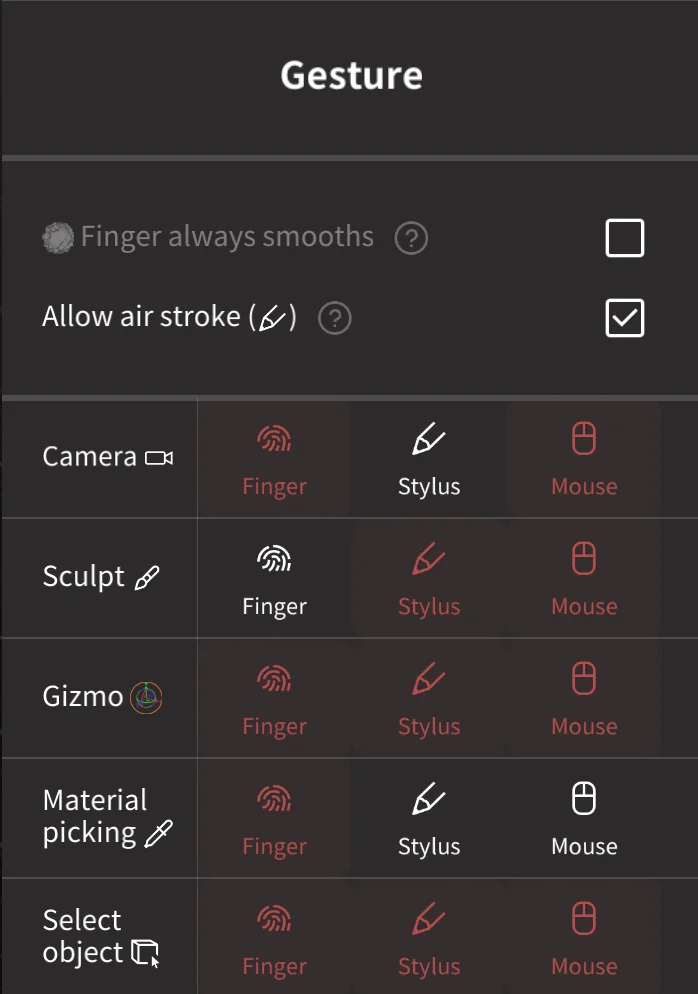 Gesture
Finger always smooths ?
Allow air stroke ( ) ?
Camera
Finger Stylus Mouse
Sculpt
Finger Stylus Mouse
Gizmo
Finger Stylus Mouse
Material
picking
Finger Stylus Mouse
Select
object
Finger Stylus Mouse